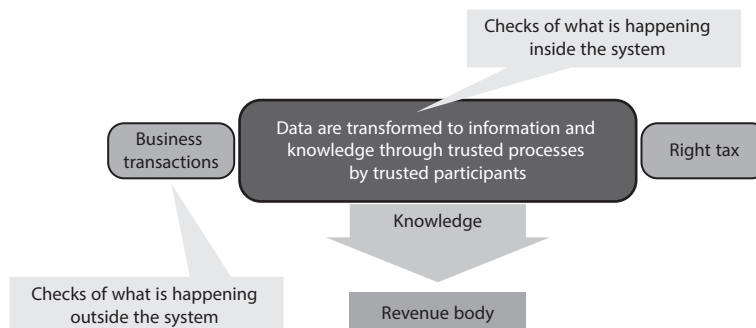 Checks of what is happening
inside the system
Business
transactions
Data are transformed to information and
knowledge through trusted processes
by trusted participants
Right tax
Knowledge
Checks of what is happening
outside the system
Revenue body